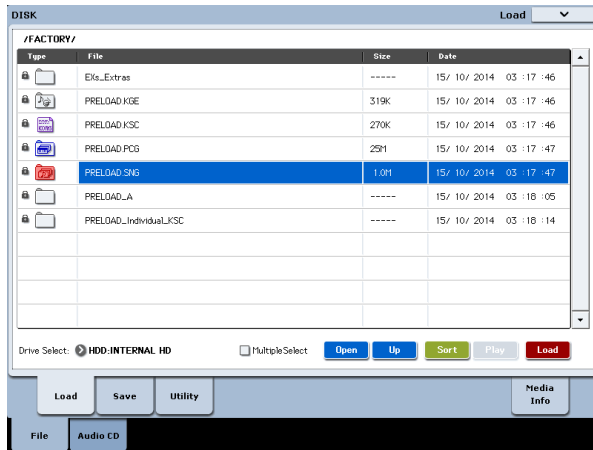 DISK Load
/FACTORY/
Type File Size Date
EXs_Extras ----- 15/ 10/ 2014 03 :17 :46
PRELOAD.KGE 319K 15/ 10/ 2014 03 :17 :46
PRELOAD.KSC 270K 15/ 10/ 2014 03 :17 :46
PRELOAD.PCG 25M 15/ 10/ 2014 03 :17 :47
PRELOAD.SNG 1.0M 15/ 10/ 2014 03 :17 :47
PRELOAD_A ----- 15/ 10/ 2014 03 :18 :05
PRELOAD_Individual_KSC ----- 15/ 10/ 2014 03 :18 :14
Drive Select: HDD:INTERNAL HD Multiple Select Open Up Sort Play Load
Load Save Utility Media Info
File Audio CD